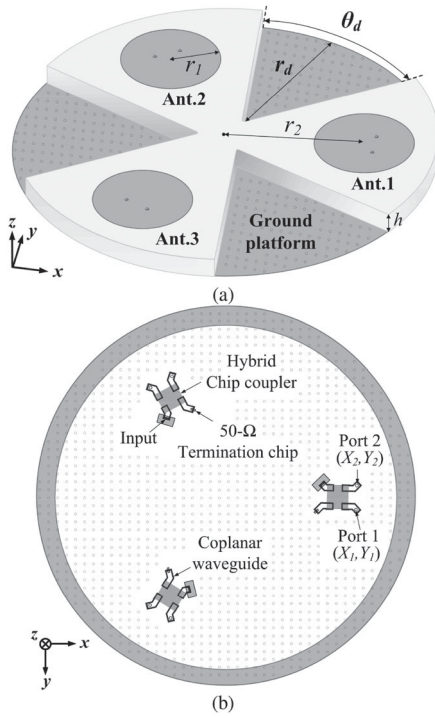 θd
rd
r1
Ant.2
r2
Ant.1
Ant.3
Ground
platform
h
z
y
x
(a)
Hybrid
Chip coupler
Input
50-Ω
Termination chip
Port 2
(X2,Y2)
Port 1
(X1,Y1)
Coplanar
waveguide
z
x
y
(b)